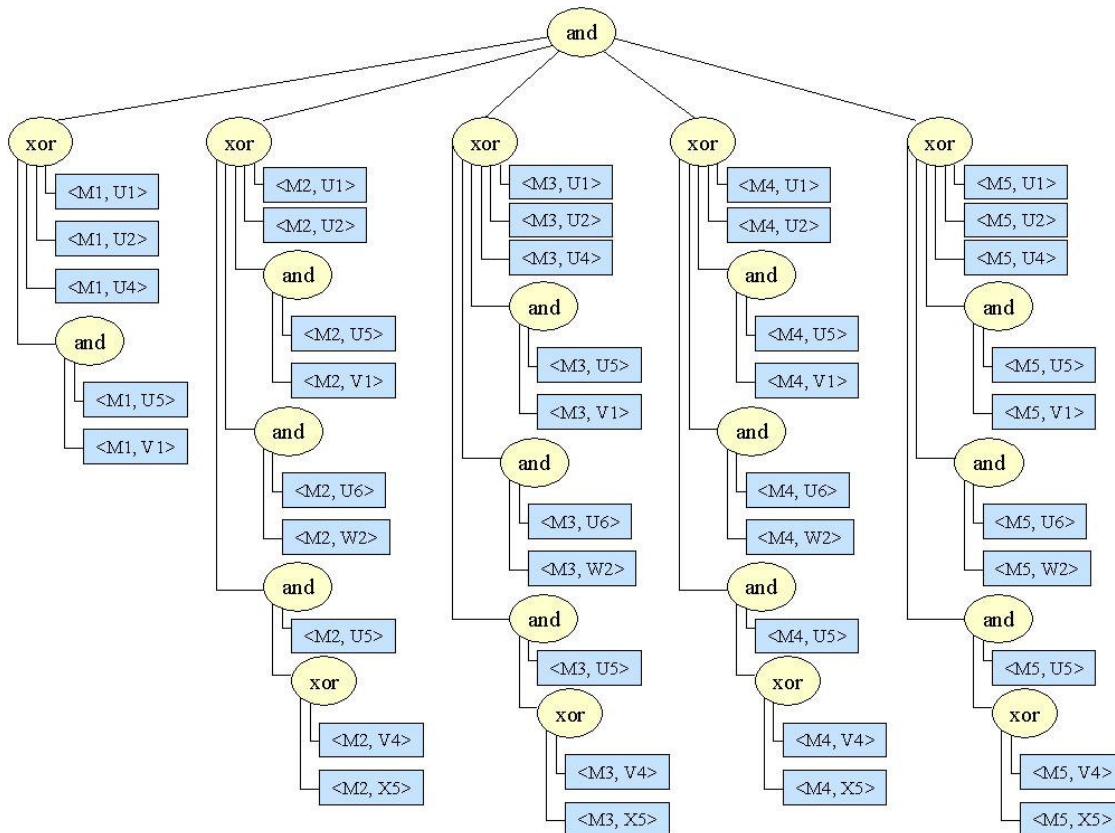 and
xor
<M1, U1>
<M1, U2>
<M1, U4>
and
<M1, U5>
<M1, V1>
xor
<M2, U1>
<M2, U2>
and
<M2, U5>
<M2, V1>
and
<M2, U6>
<M2, W2>
and
<M2, U5>
xor
<M2, V4>
<M2, X5>
xor
<M3, U1>
<M3, U2>
<M3, U4>
and
<M3, U5>
<M3, V1>
and
<M3, U6>
<M3, W2>
and
<M3, U5>
xor
<M3, V4>
<M3, X5>
xor
<M4, U1>
<M4, U2>
and
<M4, U5>
<M4, V1>
and
<M4, U6>
<M4, W2>
and
<M4, U5>
xor
<M4, V4>
<M4, X5>
xor
<M5, U1>
<M5, U2>
<M5, U4>
and
<M5, U5>
<M5, V1>
and
<M5, U6>
<M5, W2>
and
<M5, U5>
xor
<M5, V4>
<M5, X5>